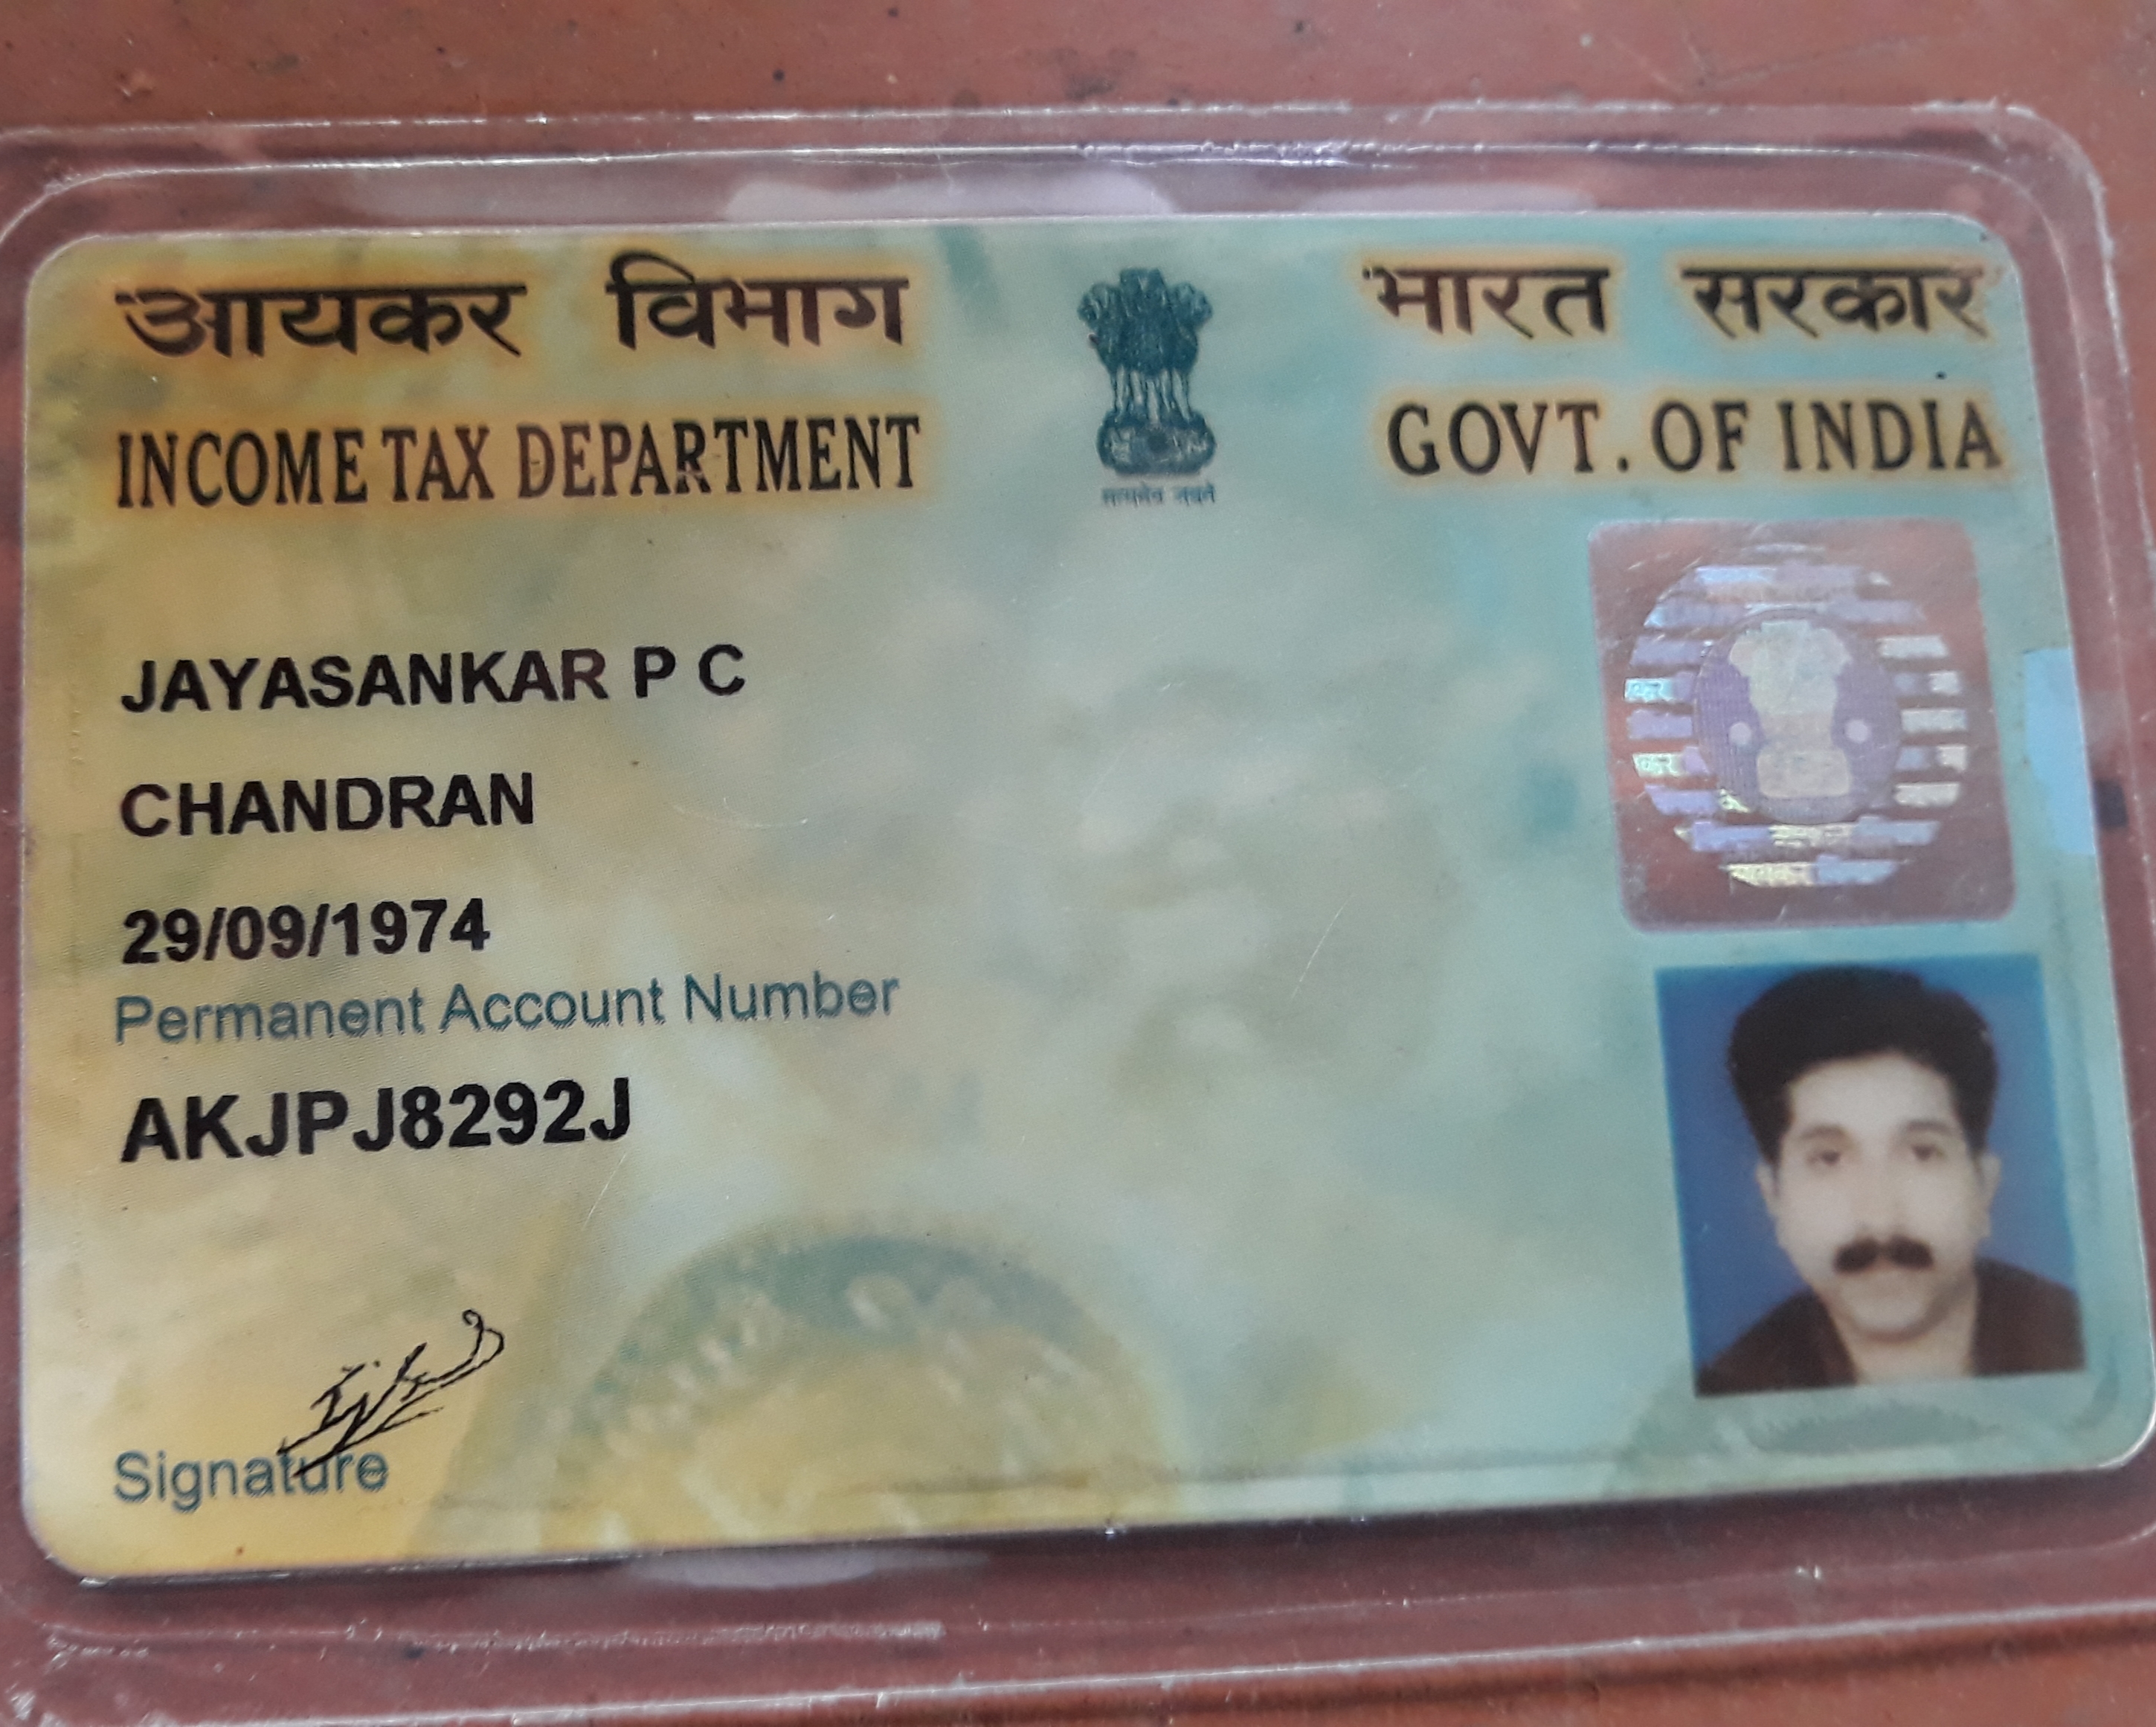 आयकर विभाग
INCOME TAX DEPARTMENT
भारत सरकार
GOVT. OF INDIA
सत्यमेव जयते
JAYASANKAR P C
CHANDRAN
29/09/1974
Permanent Account Number
AKJPJ8292J
Signature